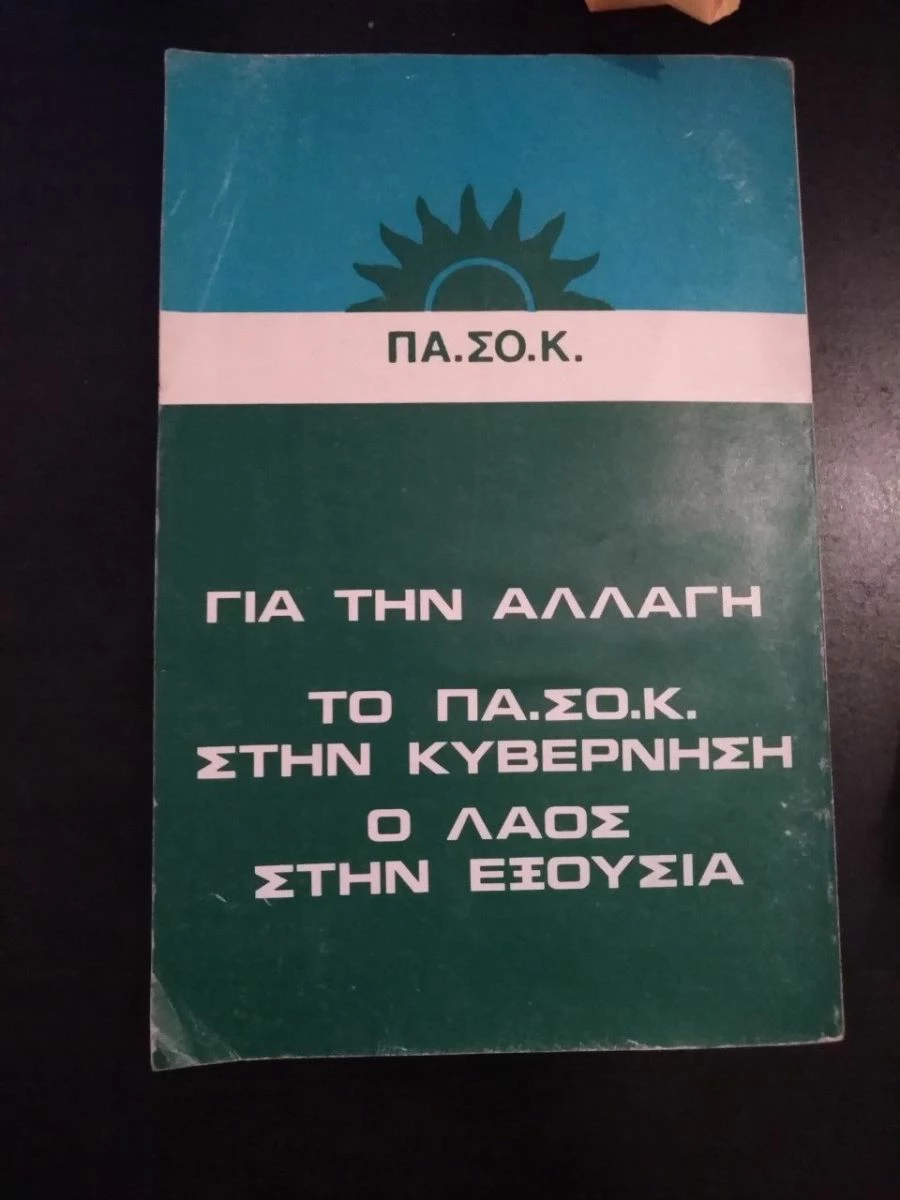 ΠΑ.ΣΟ.Κ.
ΓΙΑ ΤΗΝ ΑΛΛΑΓΗ
ΤΟ ΠΑ.ΣΟ.Κ.
ΣΤΗΝ ΚΥΒΕΡΝΗΣΗ
Ο ΛΑΟΣ
ΣΤΗΝ ΕΞΟΥΣΙΑ